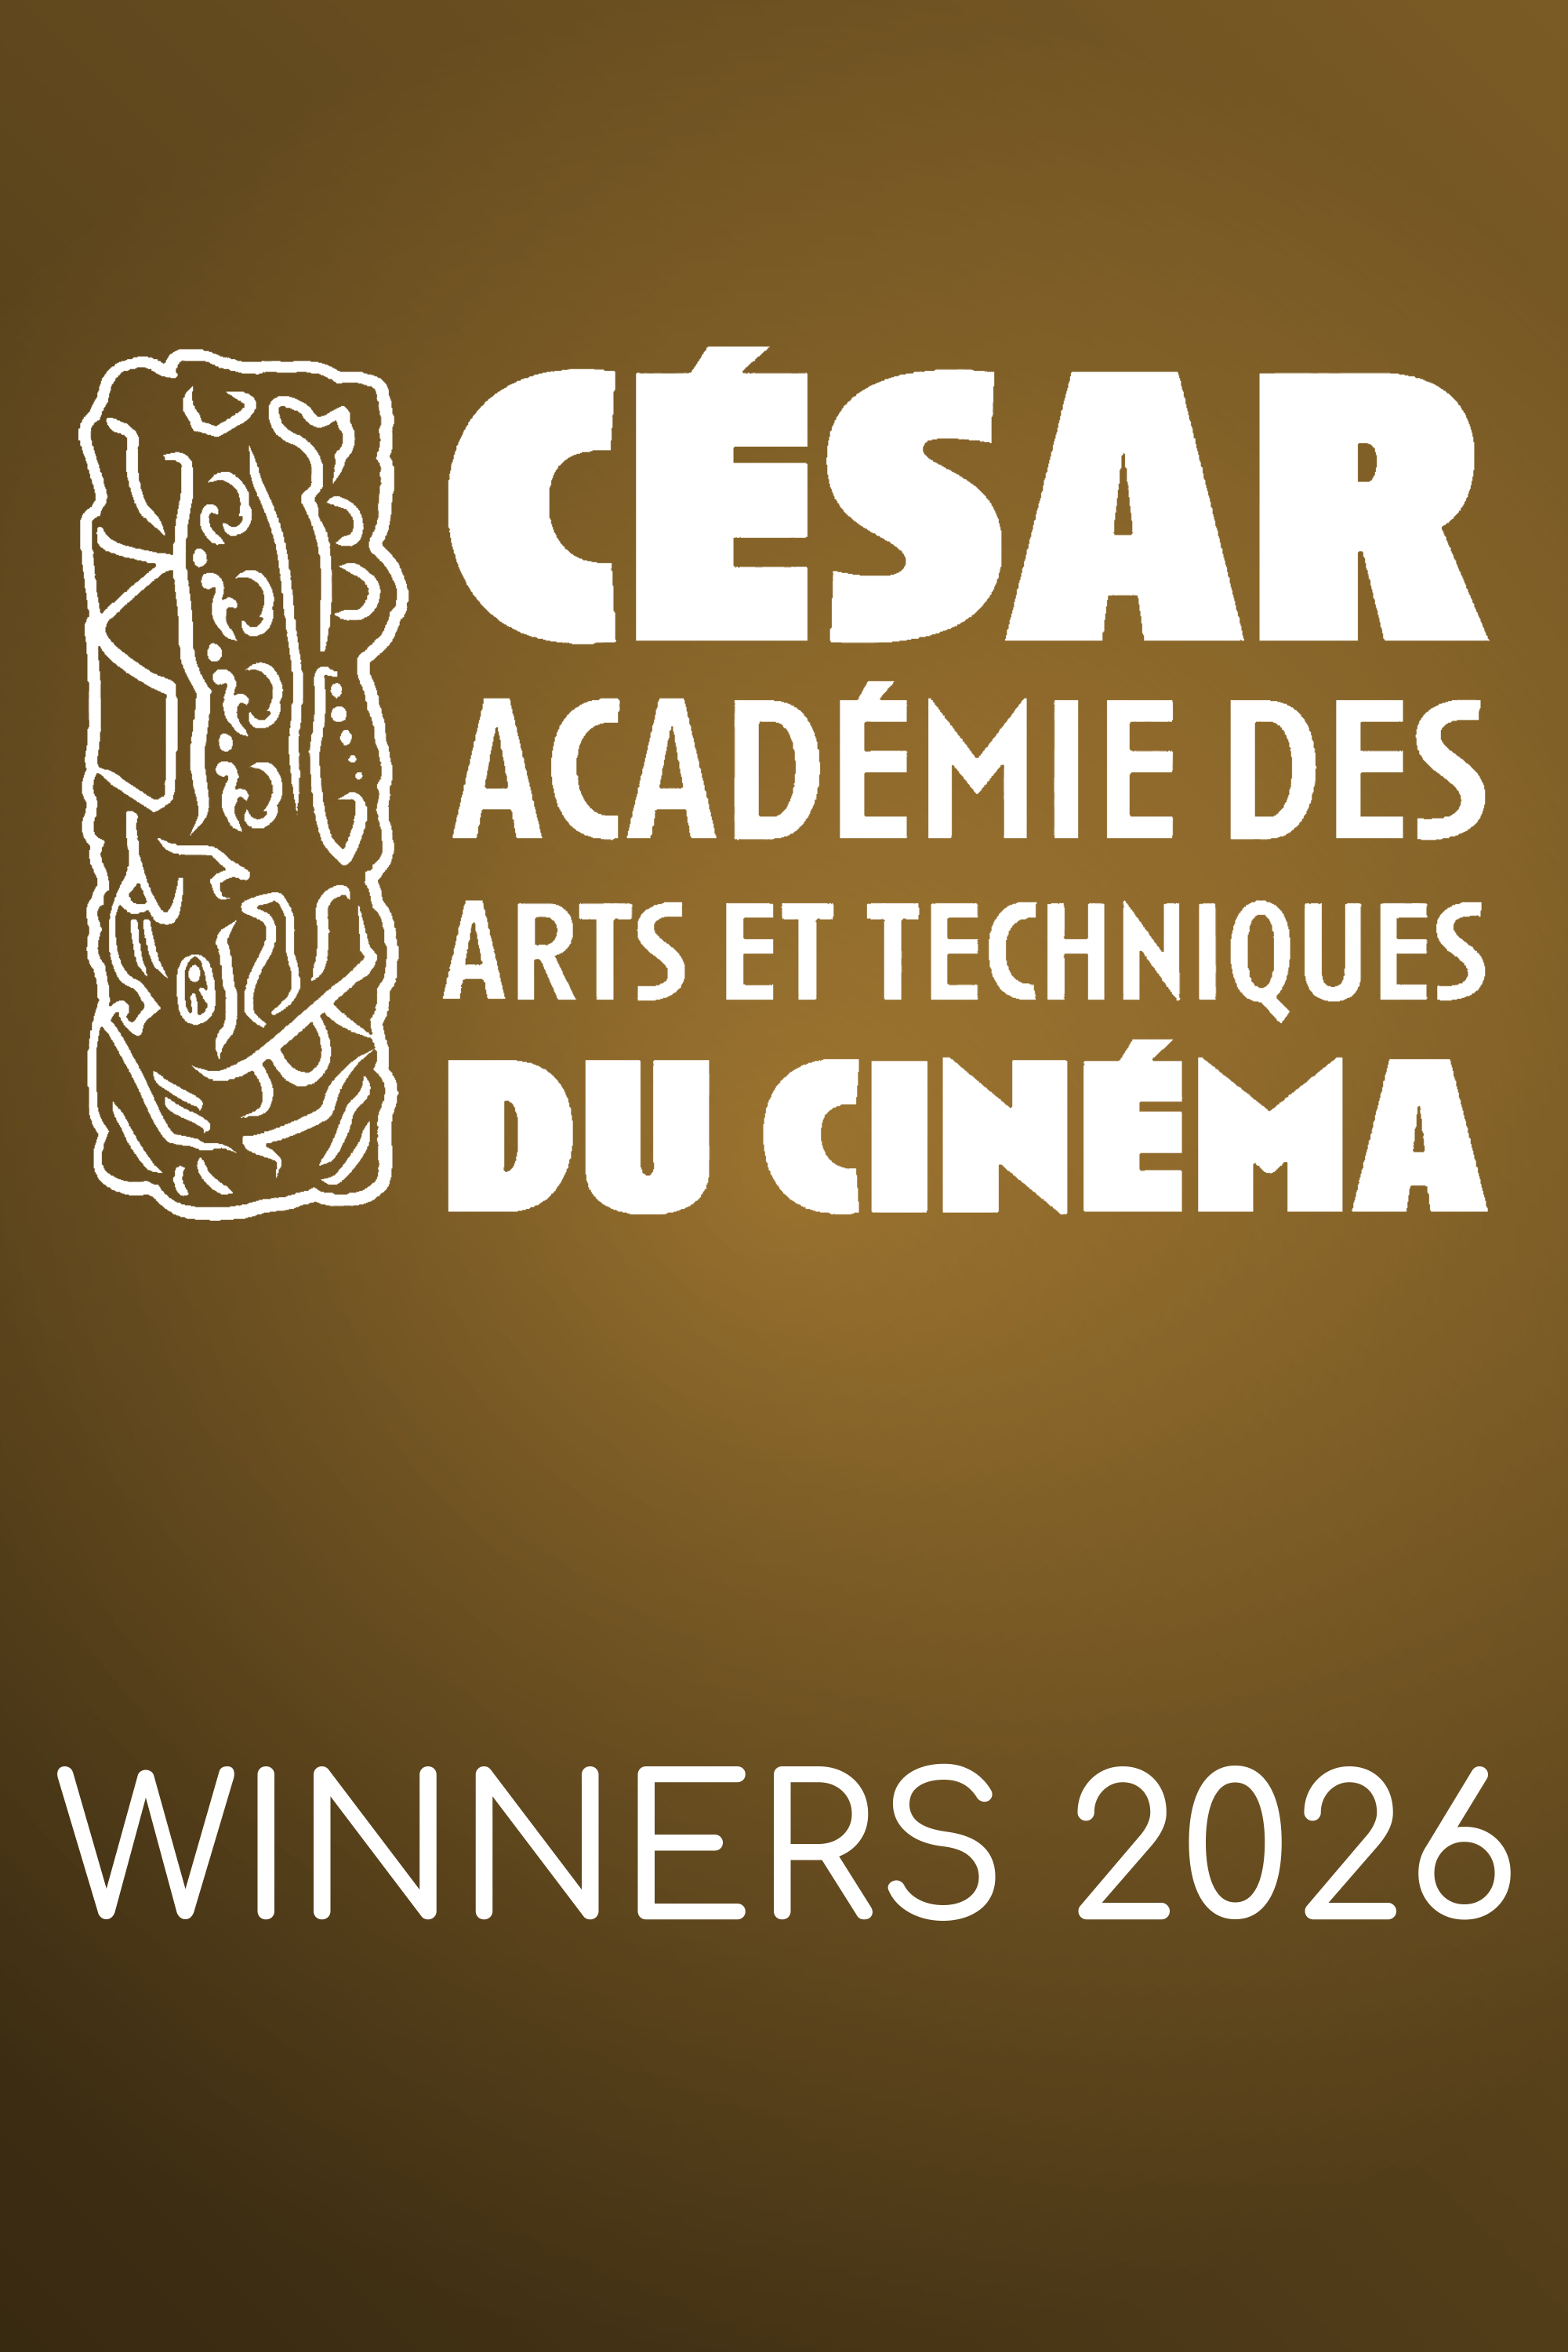 CÉSAR
ACADÉMIE DES
ARTS ET TECHNIQUES
DU CINÉMA
WINNERS 2026